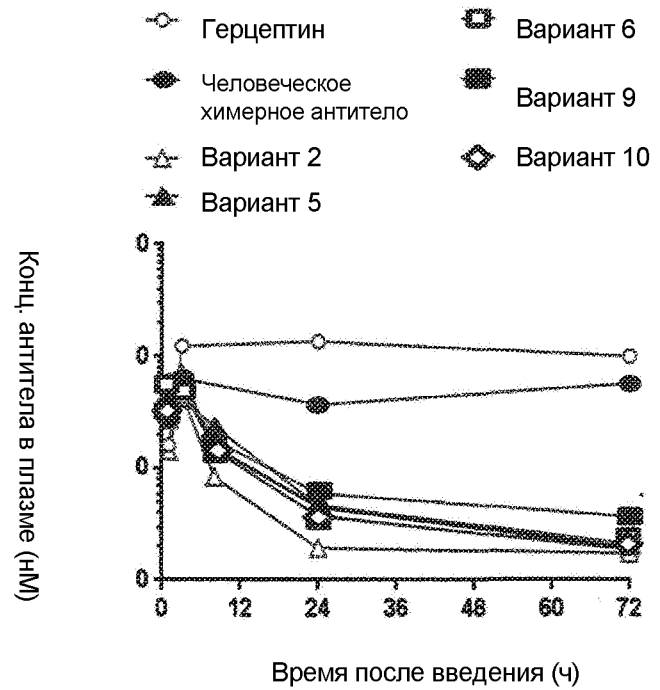 Герцептин
Человеческое
химерное антитело
Вариант 2
Вариант 5
Вариант 6
Вариант 9
Вариант 10
Конц. антитела в плазме (нМ)
0
0
0
0
0 12 24 36 48 60 72
Время после введения (ч)